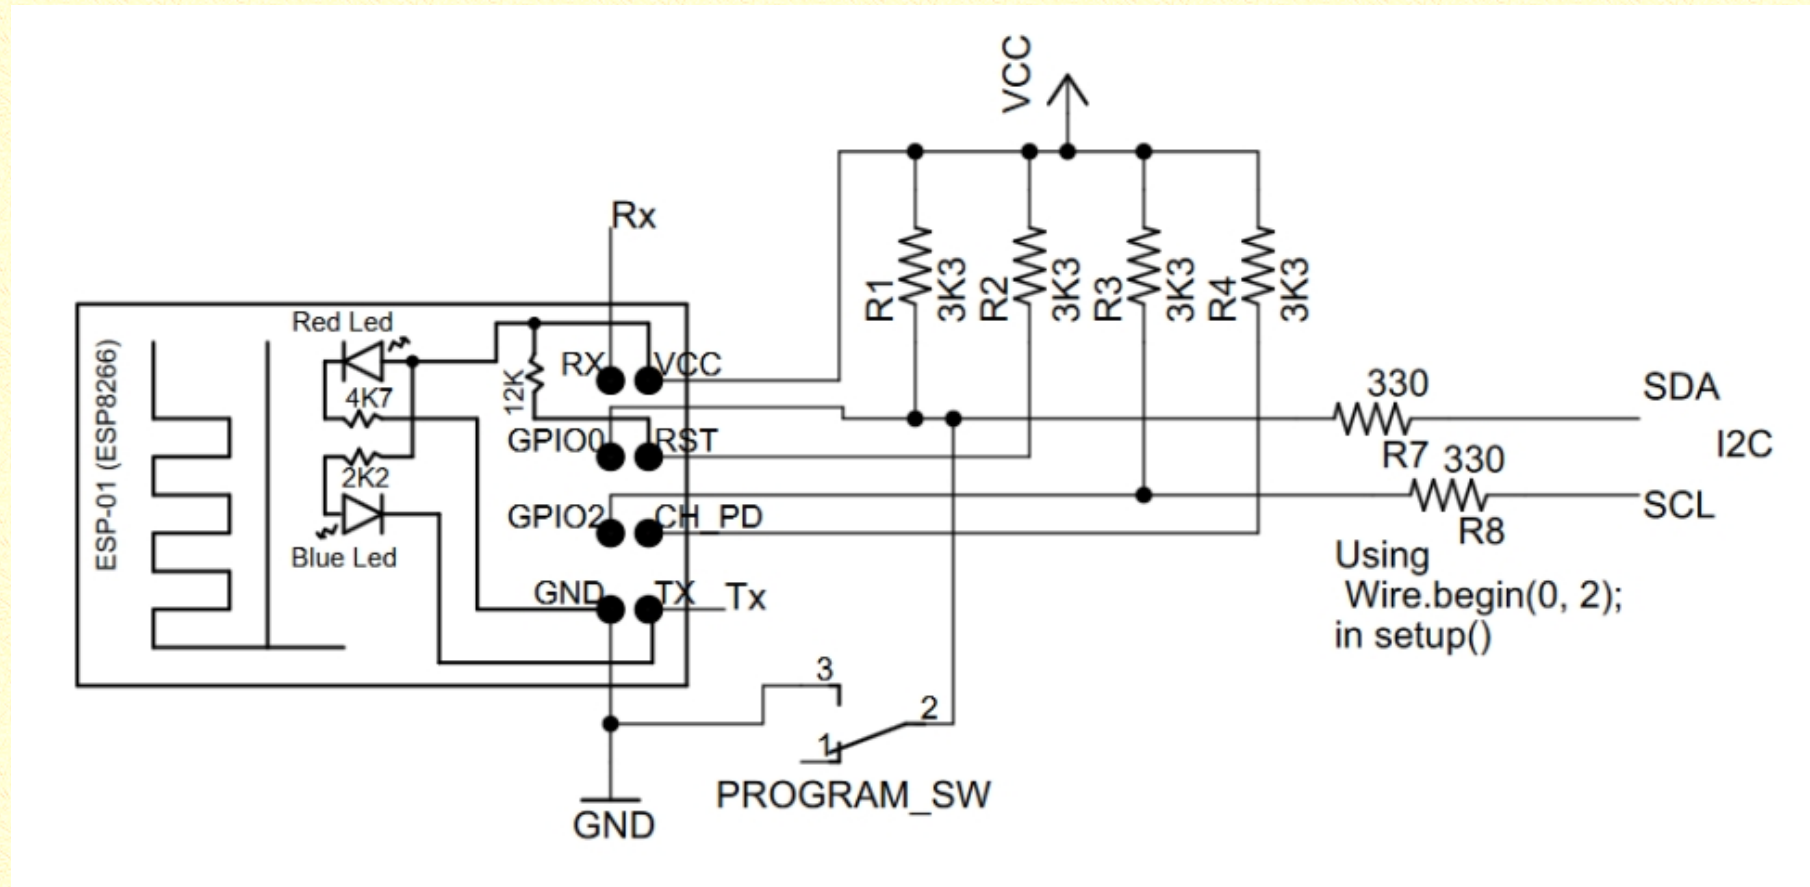 VCC
Rx
R1
3K3
R2
3K3
R3
3K3
R4
3K3
ESP-01 (ESP8266)
Red Led
4K7
2K2
Blue Led
12K
RX
VCC
GPIO0
RST
GPIO2
CH_PD
GND
TX
Tx
330
R7
SDA
I2C
330
R8
SCL
Using
Wire.begin(0, 2);
in setup()
3
2
1
PROGRAM_SW
GND